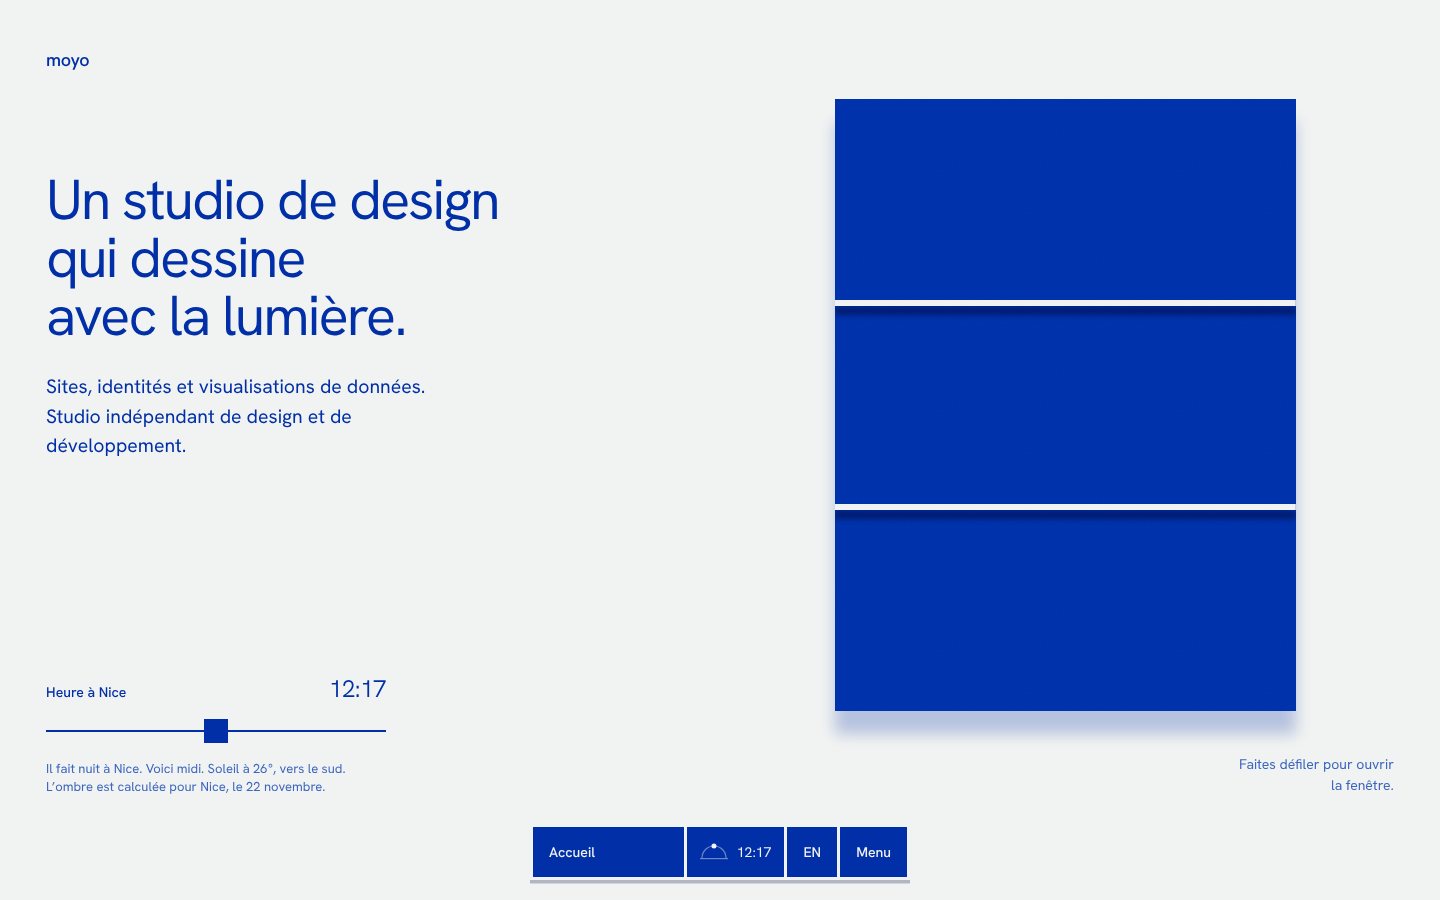 moyo
Un studio de design
qui dessine
avec la lumière.
Sites, identités et visualisations de données.
Studio indépendant de design et de
développement.
Heure à Nice
12:17
Il fait nuit à Nice. Voici midi. Soleil à 26°, vers le sud.
L’ombre est calculée pour Nice, le 22 novembre.
Faites défiler pour ouvrir
la fenêtre.
Accueil
12:17
EN
Menu